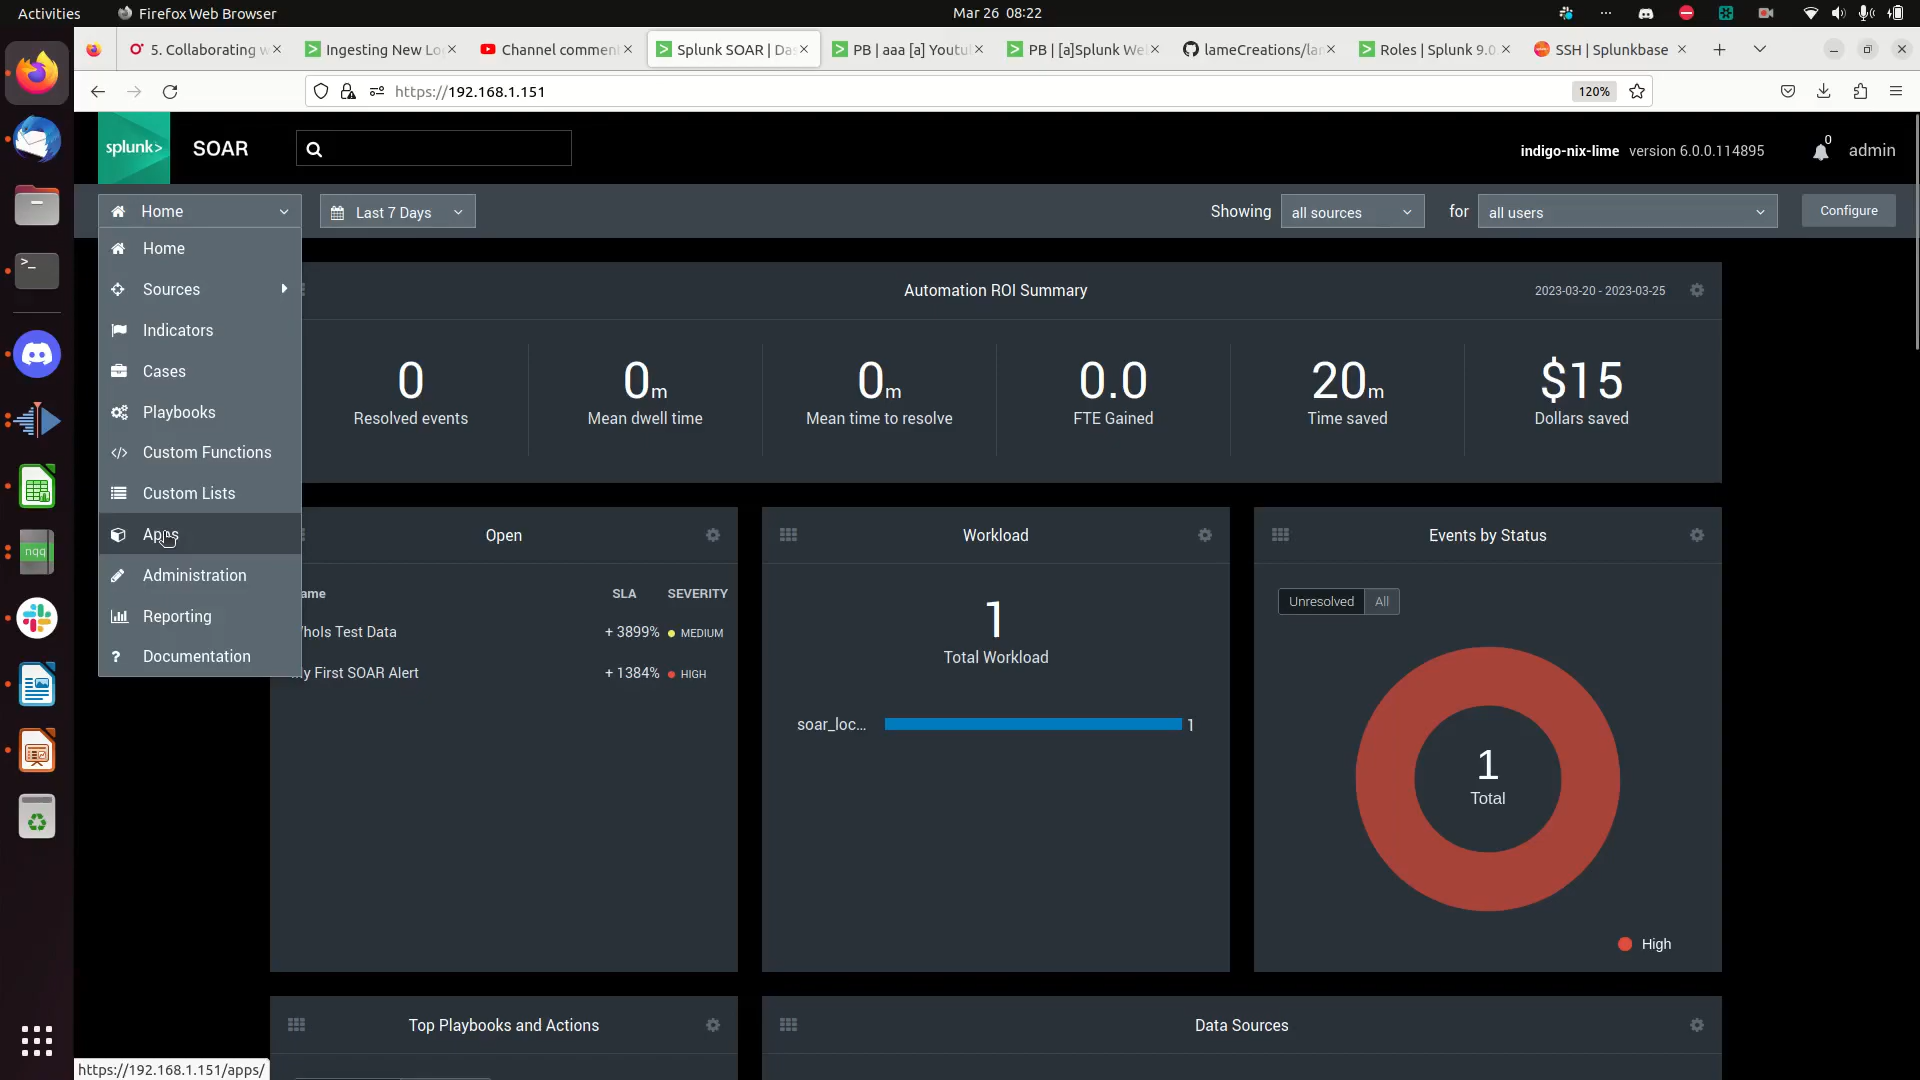 Activities
Firefox Web Browser
Mar 26 08:22
5. Collaborating w
Ingesting New Lo
Channel commen
Splunk SOAR | Da
PB | aaa [a] Youtu
PB | [a]Splunk We
lameCreations/la
Roles | Splunk 9.0.
SSH | Splunkbase
https://192.168.1.151
120%
splunk>
SOAR
indigo-nix-lime version 6.0.0.114895
0
admin
Home
Last 7 Days
Showing
all sources
for
all users
Configure
Home
Sources
Indicators
Cases
Playbooks
Custom Functions
Custom Lists
Apps
Administration
Reporting
Documentation
Automation ROI Summary
2023-03-20 - 2023-03-25
0
Resolved events
0m
Mean dwell time
0m
Mean time to resolve
0.0
FTE Gained
20m
Time saved
$15
Dollars saved
Open
ame SLA SEVERITY
hoIs Test Data + 3899% MEDIUM
y First SOAR Alert + 1384% HIGH
Workload
1
Total Workload
soar_loc... 1
Events by Status
Unresolved All
1
Total
High
Top Playbooks and Actions
Data Sources
https://192.168.1.151/apps/
>_
nqq